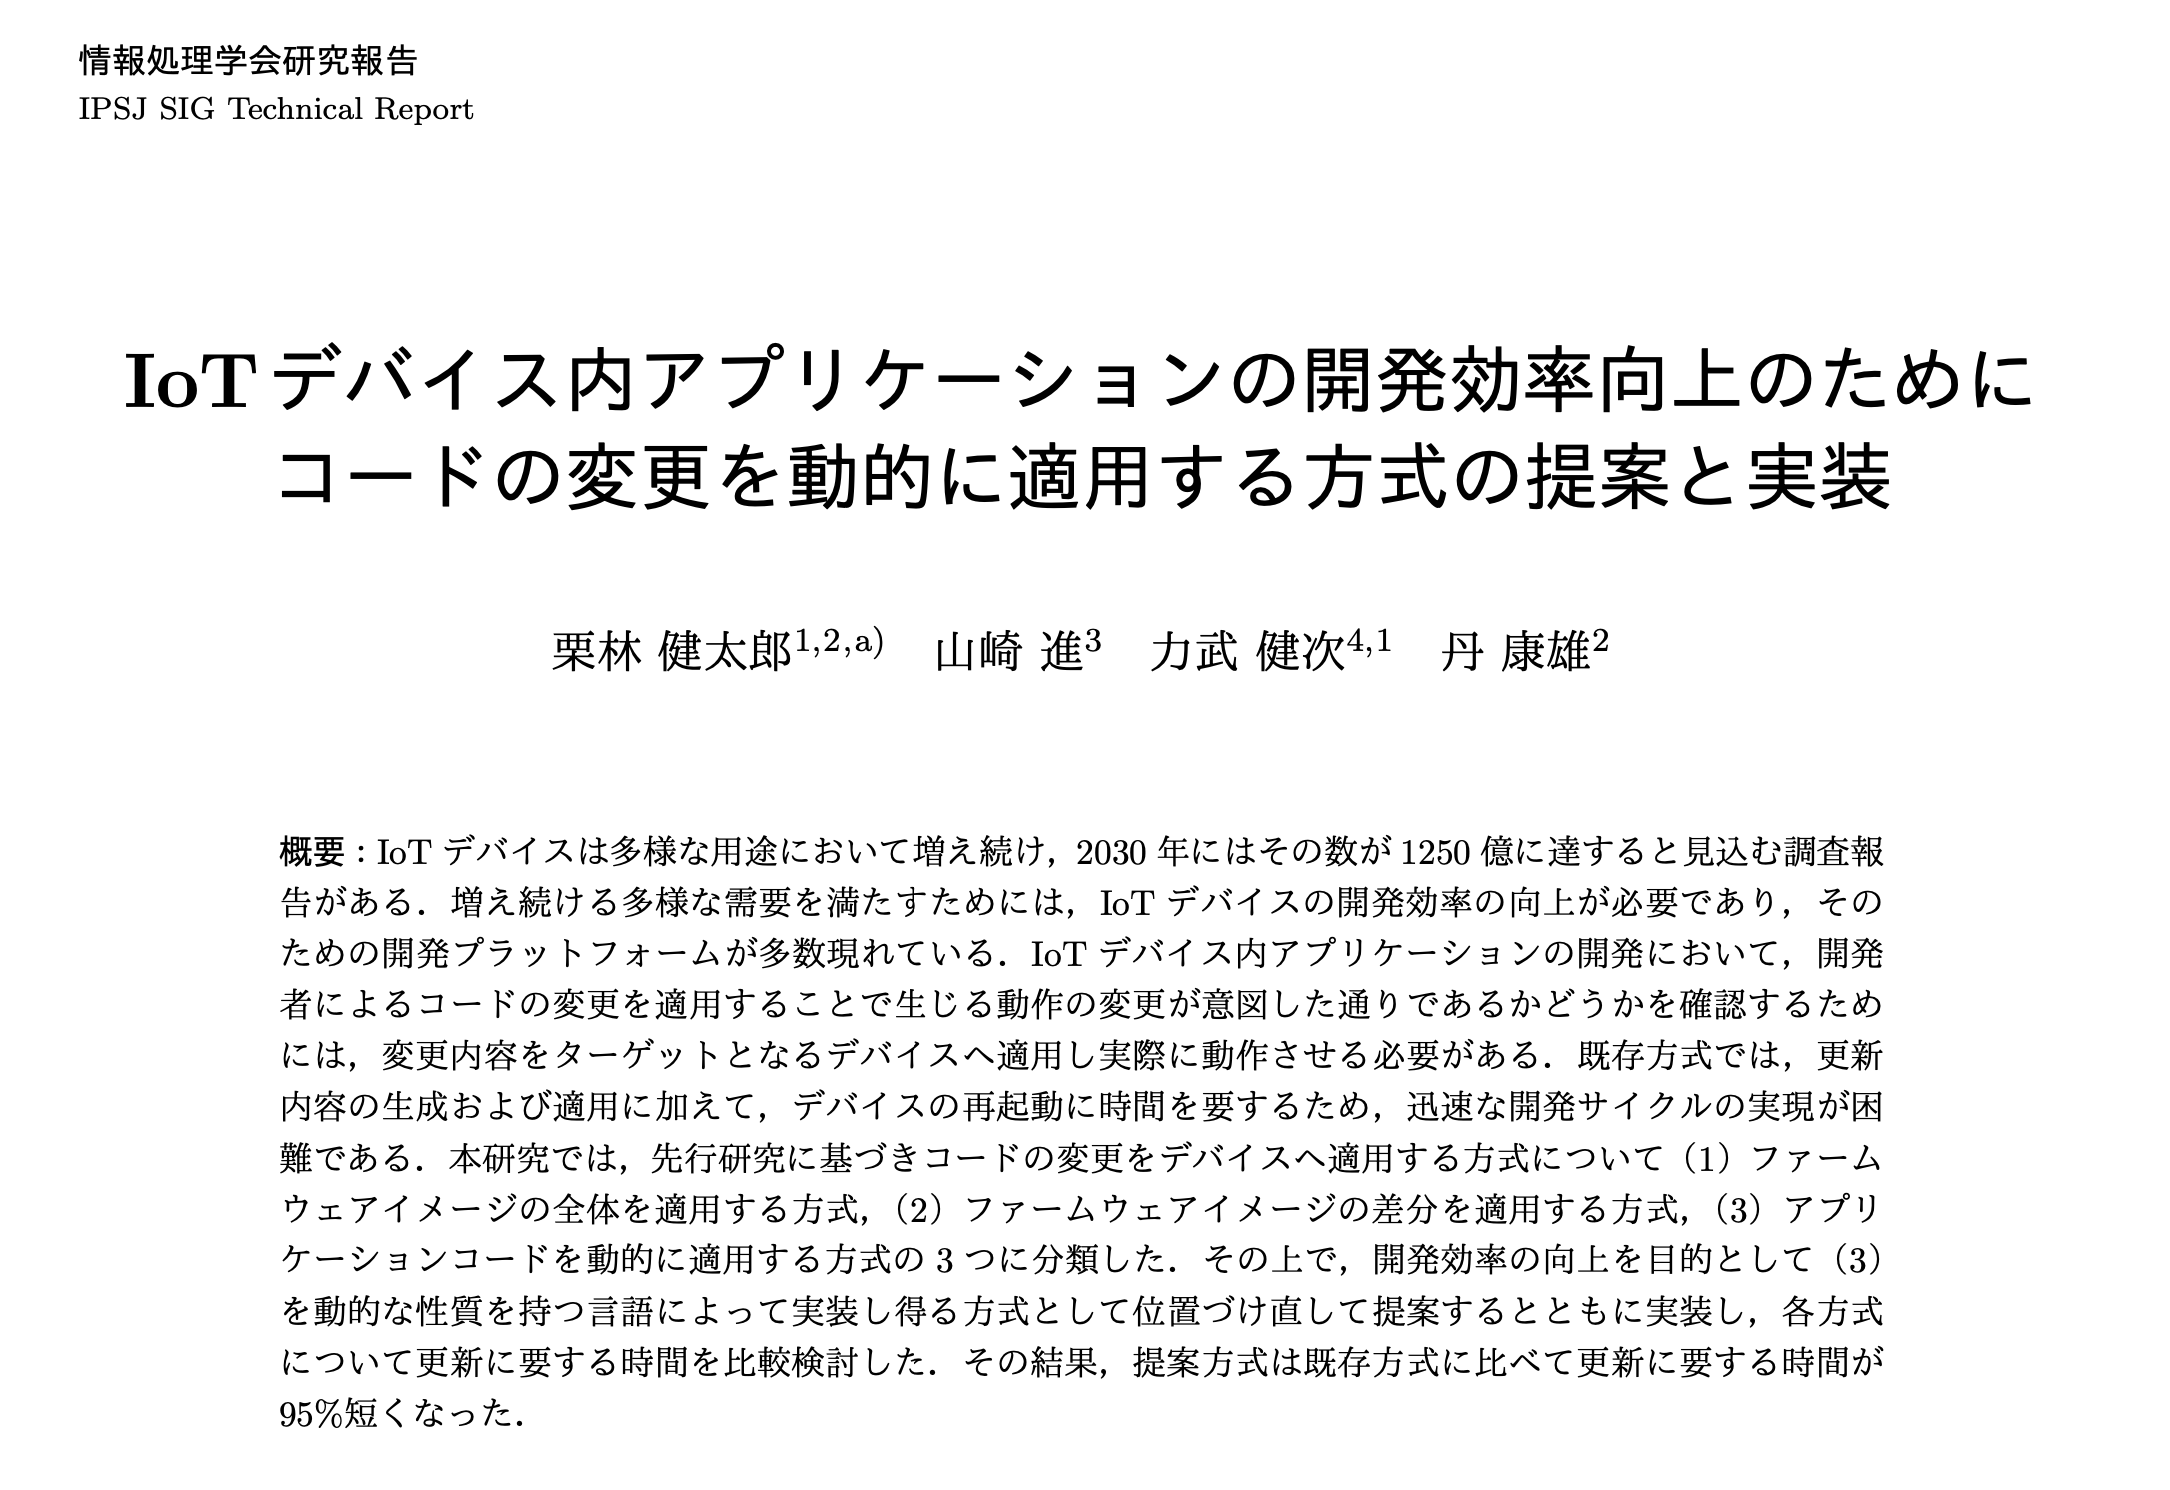 情報処理学会研究報告
IPSJ SIG Technical Report
IoTデバイス内アプリケーションの開発効率向上のために
コードの変更を動的に適用する方式の提案と実装
栗林 健太郎1,2,a) 山崎 進3 力武 健次4,1 丹 康雄2
概要：IoT デバイスは多様な用途において増え続け，2030 年にはその数が 1250 億に達すると見込む調査報
告がある．増え続ける多様な需要を満たすためには，IoT デバイスの開発効率の向上が必要であり，その
ための開発プラットフォームが多数現れている．IoT デバイス内アプリケーションの開発において，開発
者によるコードの変更を適用することで生じる動作の変更が意図した通りであるかどうかを確認するため
には，変更内容をターゲットとなるデバイスへ適用し実際に動作させる必要がある．既存方式では，更新
内容の生成および適用に加えて，デバイスの再起動に時間を要するため，迅速な開発サイクルの実現が困
難である．本研究では，先行研究に基づきコードの変更をデバイスへ適用する方式について（1）ファーム
ウェアイメージの全体を適用する方式，（2）ファームウェアイメージの差分を適用する方式，（3）アプリ
ケーションコードを動的に適用する方式の 3 つに分類した．その上で，開発効率の向上を目的として（3）
を動的な性質を持つ言語によって実装し得る方式として位置づけ直して提案するとともに実装し，各方式
について更新に要する時間を比較検討した．その結果，提案方式は既存方式に比べて更新に要する時間が
95%短くなった．